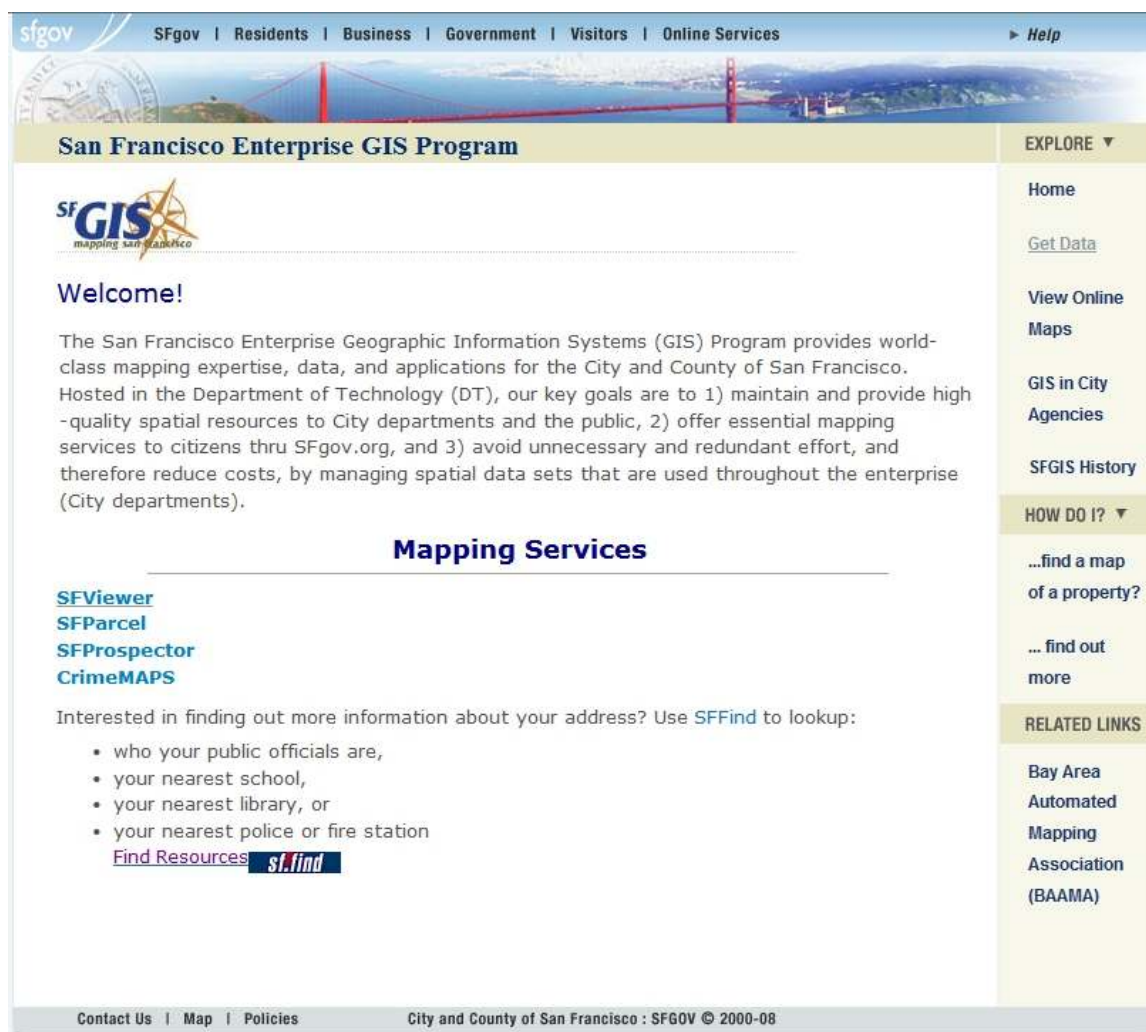 sfgov
SFgov | Residents | Business | Government | Visitors | Online Services
► Help
San Francisco Enterprise GIS Program
SF GIS
mapping san francisco
Welcome!
The San Francisco Enterprise Geographic Information Systems (GIS) Program provides world-
class mapping expertise, data, and applications for the City and County of San Francisco.
Hosted in the Department of Technology (DT), our key goals are to 1) maintain and provide high
-quality spatial resources to City departments and the public, 2) offer essential mapping
services to citizens thru SFgov.org, and 3) avoid unnecessary and redundant effort, and
therefore reduce costs, by managing spatial data sets that are used throughout the enterprise
(City departments).
Mapping Services
SFViewer
SFParcel
SFProspector
CrimeMAPS
Interested in finding out more information about your address? Use SFFind to lookup:
• who your public officials are,
• your nearest school,
• your nearest library, or
• your nearest police or fire station
Find Resources sf.find
EXPLORE ▼
Home
Get Data
View Online
Maps
GIS in City
Agencies
SFGIS History
HOW DO I? ▼
...find a map
of a property?
... find out
more
RELATED LINKS
Bay Area
Automated
Mapping
Association
(BAAMA)
Contact Us | Map | Policies
City and County of San Francisco : SFGOV © 2000-08